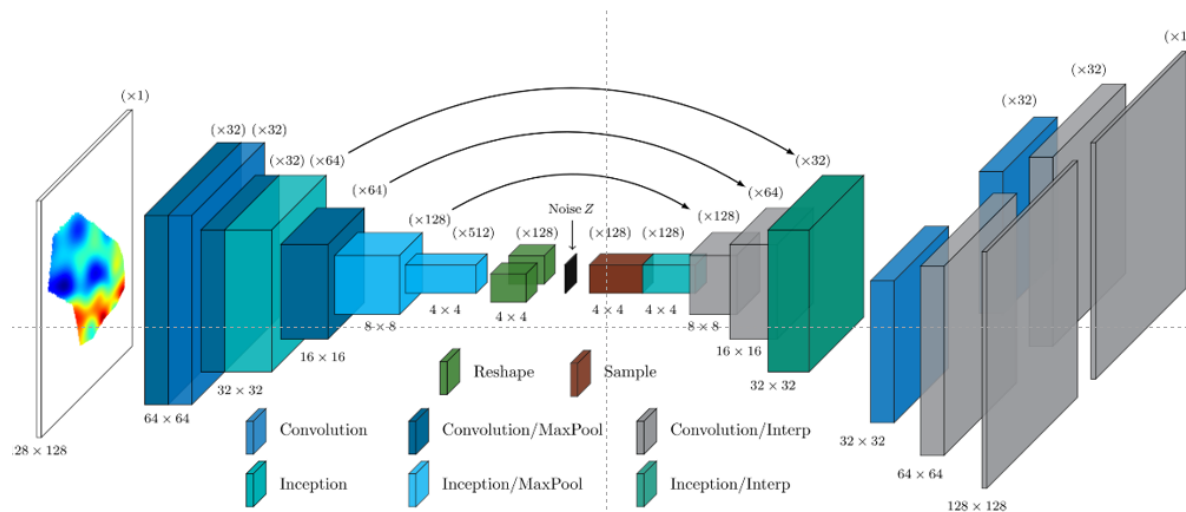 (×1)
(×32) (×32)
(×32) (×64)
(×64)
(×128)
(×512)
(×128)
Noise Z
(×128) (×128)
(×128)
(×64)
(×32)
(×32)
(×32)
(×1
.28 × 128
64 × 64
32 × 32
16 × 16
8 × 8
4 × 4
4 × 4
4 × 4
4 × 4
8 × 8
16 × 16
32 × 32
32 × 32
64 × 64
128 × 128
Reshape
Sample
Convolution
Convolution/MaxPool
Convolution/Interp
Inception
Inception/MaxPool
Inception/Interp